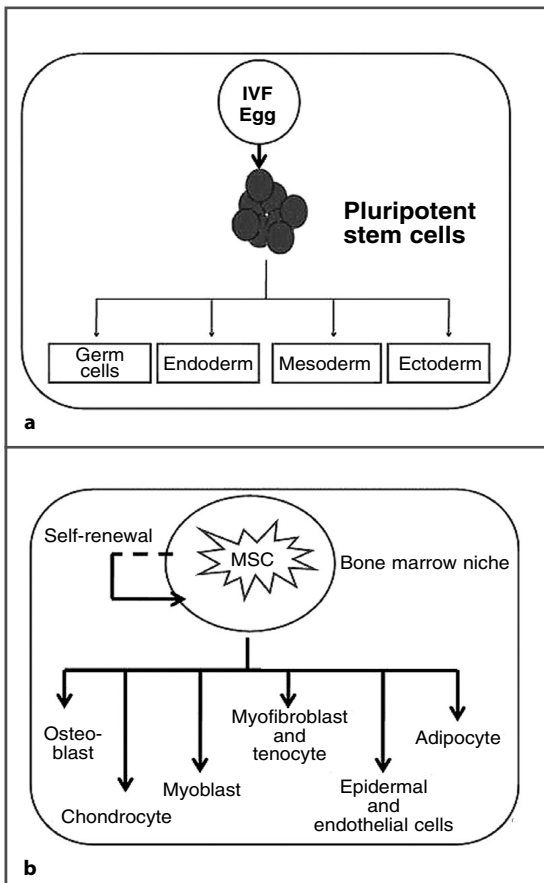 IVF
Egg
Pluripotent
stem cells
Germ
cells
Endoderm
Mesoderm
Ectoderm
a
Self-renewal
MSC
Bone marrow niche
Osteo-
blast
Chondrocyte
Myoblast
Myofibroblast
and
tenocyte
Epidermal
and
endothelial cells
Adipocyte
b